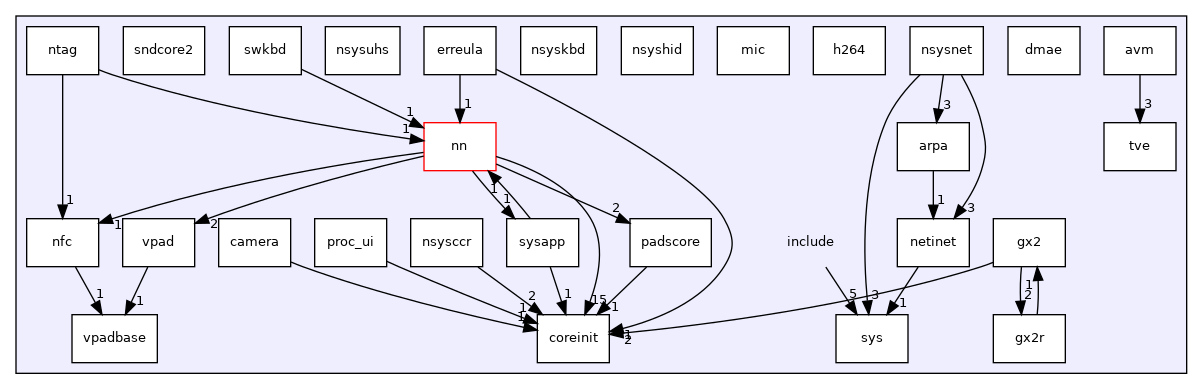 ntag
sndcore2
swkbd
nsysuhs
erreula
nsyskbd
nsyshid
mic
h264
nsysnet
dmae
avm
1
1
1
3
3
1
nn
arpa
tve
1
1
1
2
1
1
2
1
3
nfc
vpad
camera
proc_ui
nsysccr
sysapp
padscore
include
netinet
gx2
1
1
2
1
1
1
15
1
5
3
1
1
2
1
2
vpadbase
coreinit
sys
gx2r